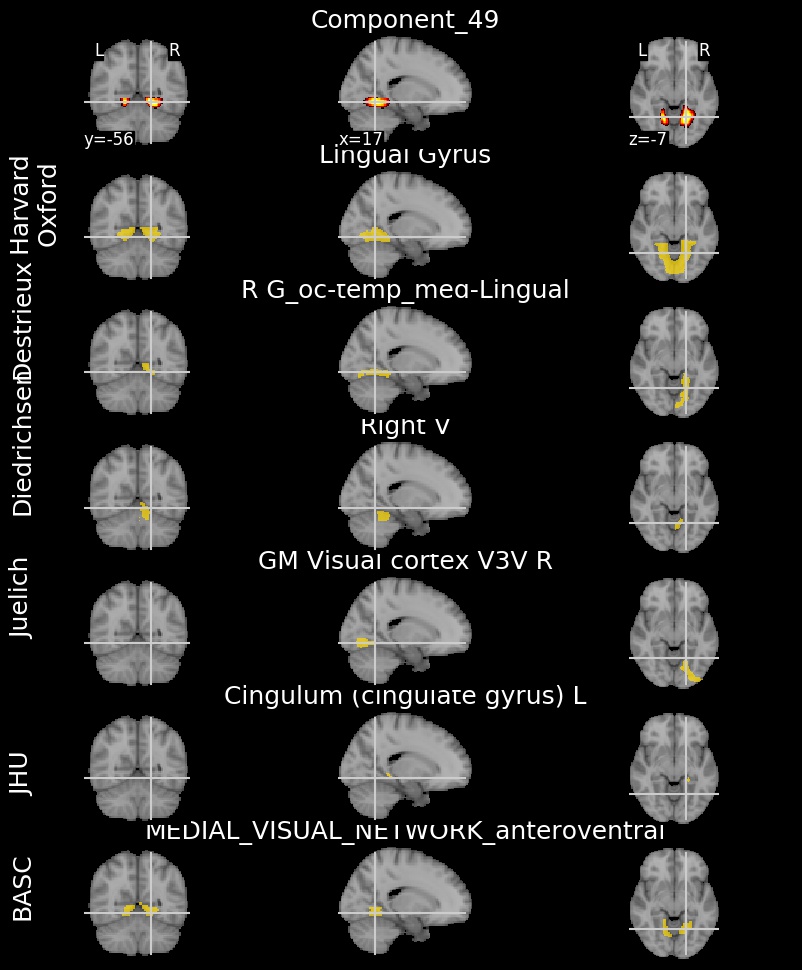 Component_49
L R
L R
y=-56
x=17
z=-7
Harvard
Oxford
Lingual Gyrus
Destrieux
R G_oc-temp_med-Lingual
Diedrichsen
Right V
Juelich
GM Visual cortex V3V R
JHU
Cingulum (cingulate gyrus) L
BASC
MEDIAL_VISUAL_NETWORK_anteroventral